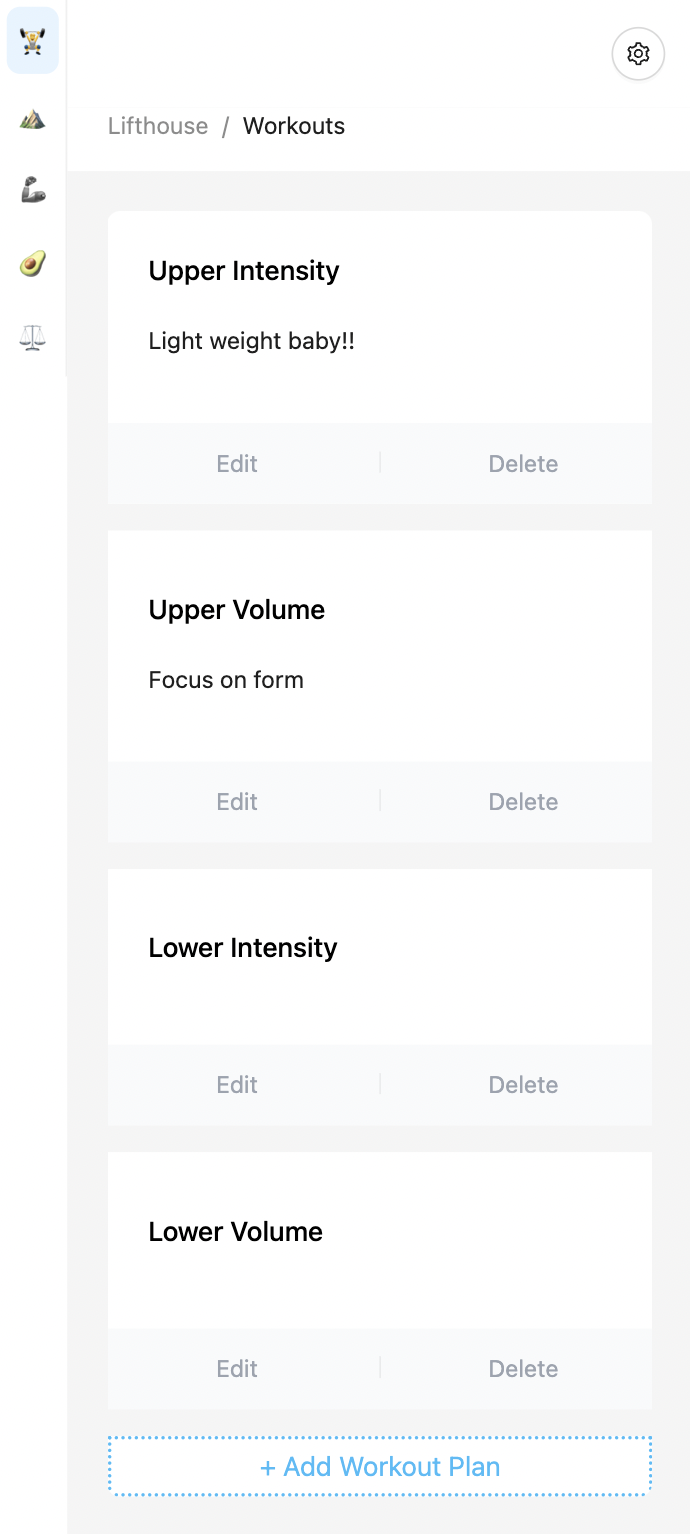 Lifthouse / Workouts
Upper Intensity
Light weight baby!!
Edit Delete
Upper Volume
Focus on form
Edit Delete
Lower Intensity
Edit Delete
Lower Volume
Edit Delete
+ Add Workout Plan